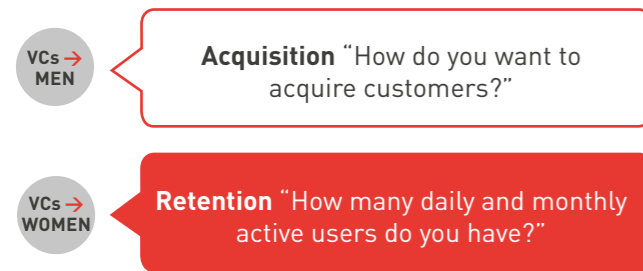 VCs →
MEN
Acquisition “How do you want to
acquire customers?”
VCs →
WOMEN
Retention “How many daily and monthly
active users do you have?”